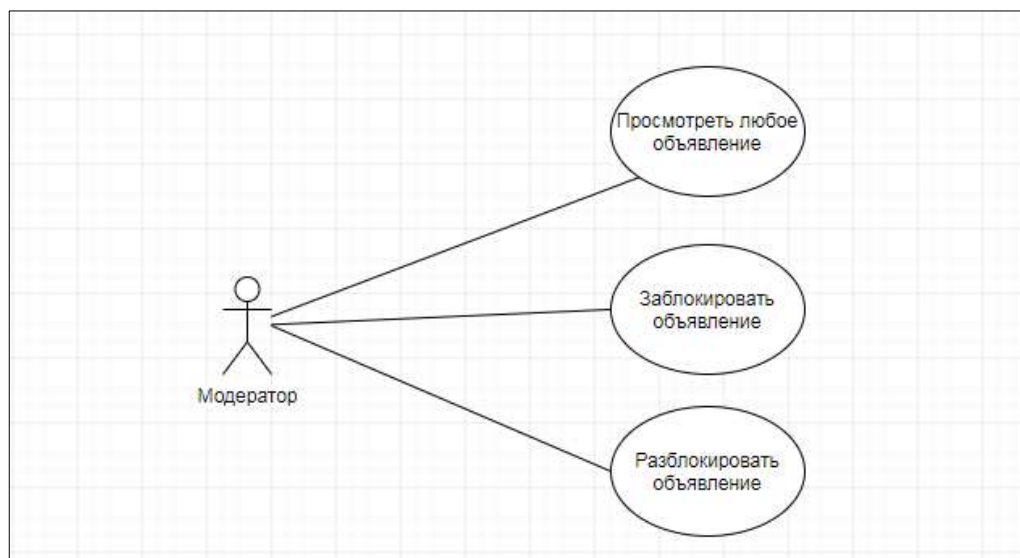 Просмотреть любое
объявление
Заблокировать
объявление
Модератор
Разблокировать
объявление